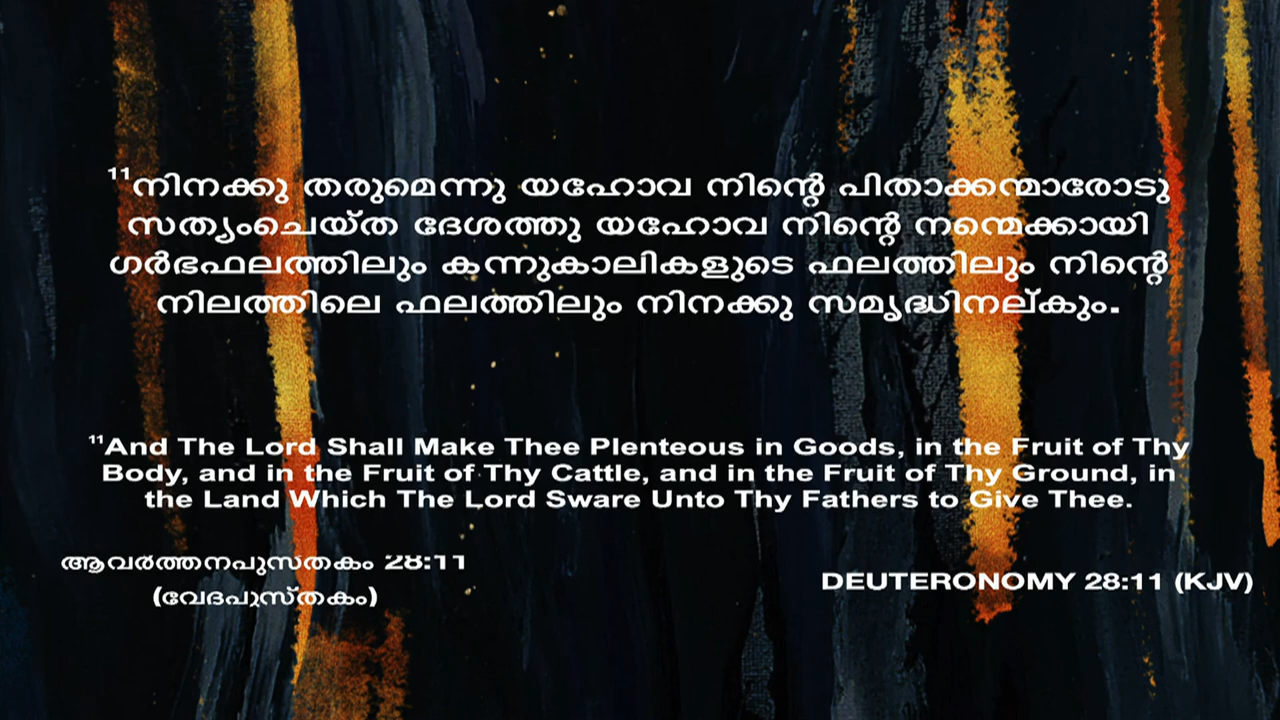 ¹¹നിനക്കു തരുമെന്നു യഹോവ നിന്റെ പിതാക്കന്മാരോടു
സത്യംചെയ്ത ദേശത്തു യഹോവ നിന്റെ നന്മെക്കായി
ഗർഭഫലത്തിലും കന്നുകാലികളുടെ ഫലത്തിലും നിന്റെ
നിലത്തിലെ ഫലത്തിലും നിനക്കു സമൃദ്ധിനല്കും.
¹¹And The Lord Shall Make Thee Plenteous in Goods, in the Fruit of Thy
Body, and in the Fruit of Thy Cattle, and in the Fruit of Thy Ground, in
the Land Which The Lord Sware Unto Thy Fathers to Give Thee.
ആവർത്തനപുസ്തകം 28:11
(വേദപുസ്തകം)
DEUTERONOMY 28:11 (KJV)